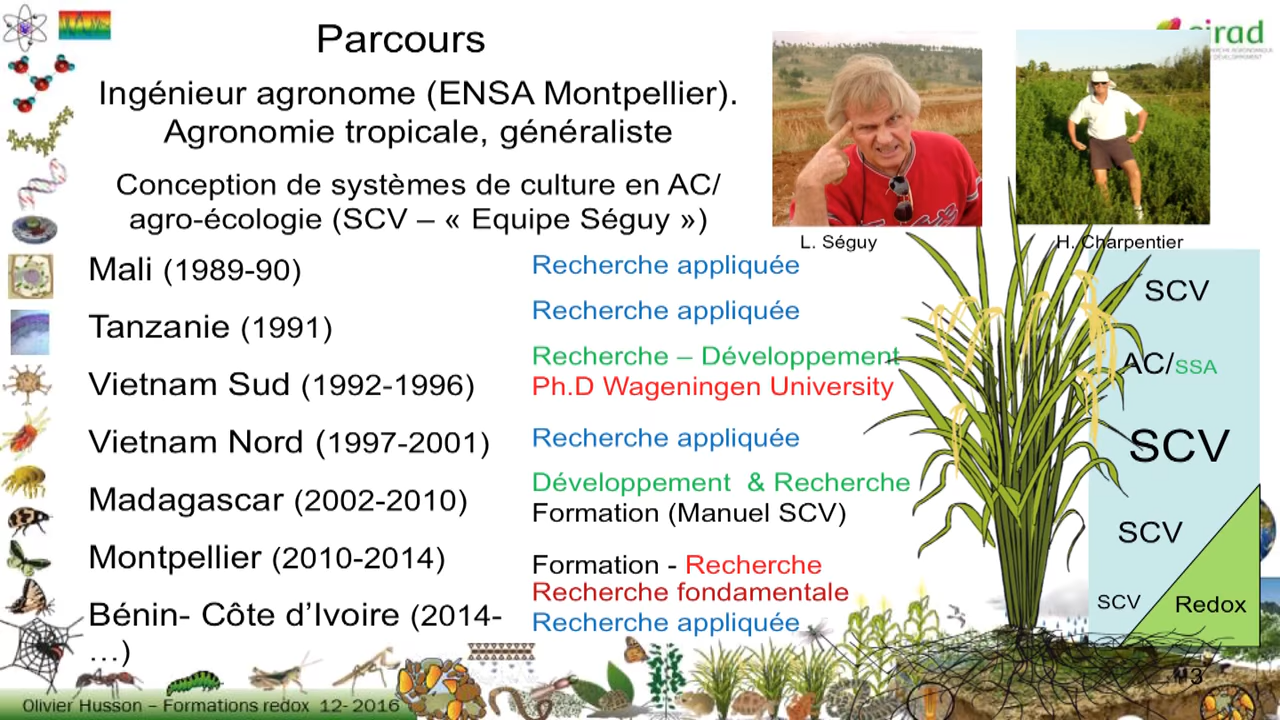 Parcours
cirad
Ingénieur agronome (ENSA Montpellier).
Agronomie tropicale, généraliste
Conception de systèmes de culture en AC/
agro-écologie (SCV – « Equipe Séguy »)
L. Séguy
H. Charpentier
Mali (1989-90)
Recherche appliquée
SCV
Tanzanie (1991)
Recherche appliquée
Recherche – Développement
AC/SSA
Vietnam Sud (1992-1996)
Ph.D Wageningen University
Vietnam Nord (1997-2001)
Recherche appliquée
SCV
Madagascar (2002-2010)
Développement & Recherche
Formation (Manuel SCV)
SCV
Montpellier (2010-2014)
Formation - Recherche
Recherche fondamentale
SCV
Redox
Bénin- Côte d'Ivoire (2014-
…)
Recherche appliquée
Olivier Husson – Formations redox 12- 2016